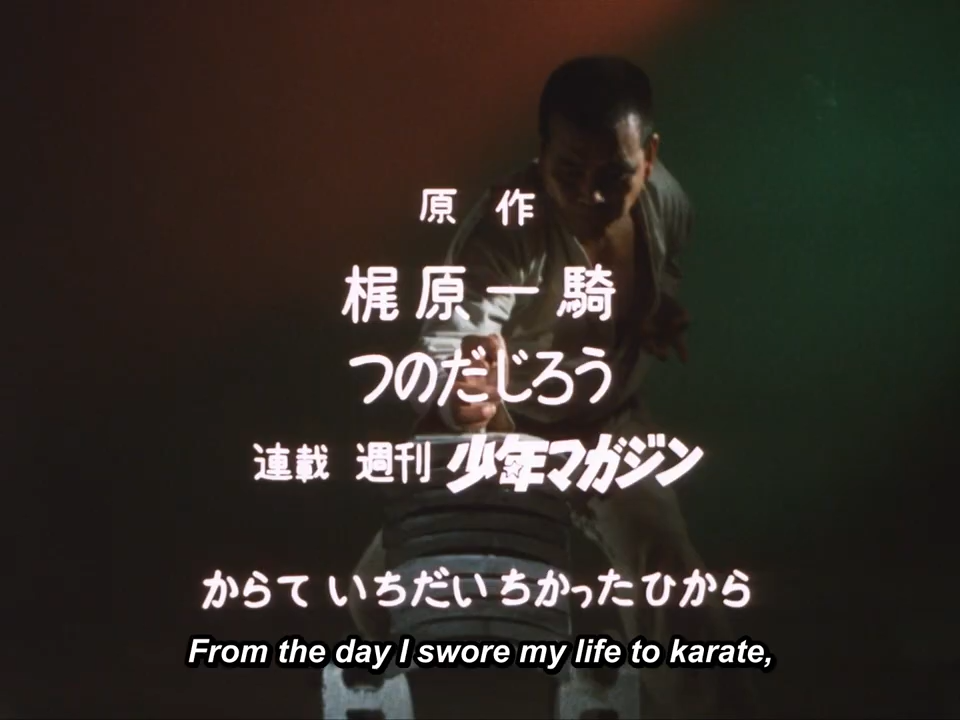 原作
梶原一騎
つのだじろう
連載 週刊 少年マガジン
からて いちだい ちかったひから
From the day I swore my life to karate,